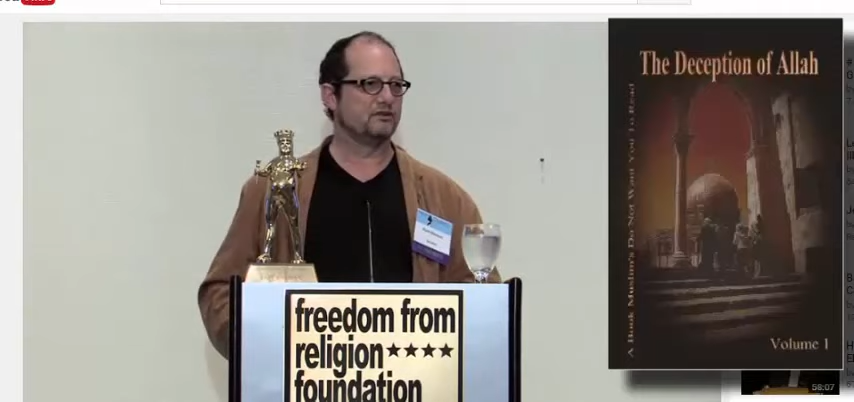 freedom from
religion ★★★★
foundation
The Deception of Allah
A Book Muslim's Do Not Want You To Read
Volume 1
58:07